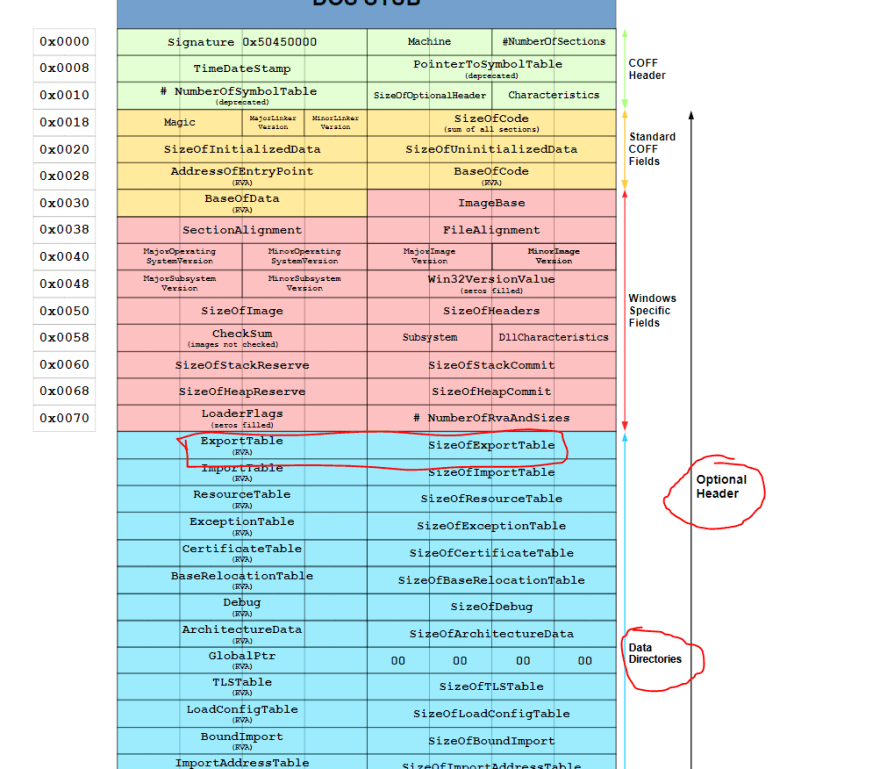 DOS STUB
0x0000 Signature 0x50450000 Machine #NumberOfSections
0x0008 TimeDateStamp PointerToSymbolTable
(deprecated)
COFF
Header
0x0010 # NumberOfSymbolTable SizeOfOptionalHeader Characteristics
(deprecated)
0x0018 Magic MajorLinker MinorLinker SizeOfCode
Version Version (sum of all sections)
0x0020 SizeOfInitializedData SizeOfUninitializedData
Standard
COFF
Fields
0x0028 AddressOfEntryPoint BaseOfCode
(RVA) (RVA)
0x0030 BaseOfData ImageBase
(RVA)
0x0038 SectionAlignment FileAlignment
0x0040 MajorOperating MinorOperating MajorImage MinorImage
SystemVersion SystemVersion Version Version
0x0048 MajorSubsystem MinorSubsystem Win32VersionValue
Version Version (zeros filled)
0x0050 SizeOfImage SizeOfHeaders
Windows
Specific
Fields
0x0058 CheckSum Subsystem DllCharacteristics
(images not checked)
0x0060 SizeOfStackReserve SizeOfStackCommit
0x0068 SizeOfHeapReserve SizeOfHeapCommit
0x0070 LoaderFlags # NumberOfRvaAndSizes
(zeros filled)
ExportTable SizeOfExportTable
(RVA)
ImportTable SizeOfImportTable
(RVA)
Optional
Header
ResourceTable SizeOfResourceTable
(RVA)
ExceptionTable SizeOfExceptionTable
(RVA)
CertificateTable SizeOfCertificateTable
(RVA)
BaseRelocationTable SizeOfBaseRelocationTable
(RVA)
Debug SizeOfDebug
(RVA)
ArchitectureData SizeOfArchitectureData
(RVA)
Data
Directories
GlobalPtr 00 00 00 00
(RVA)
TLSTable SizeOfTLSTable
(RVA)
LoadConfigTable SizeOfLoadConfigTable
(RVA)
BoundImport SizeOfBoundImport
(RVA)
ImportAddressTable SizeOfImportAddressTable